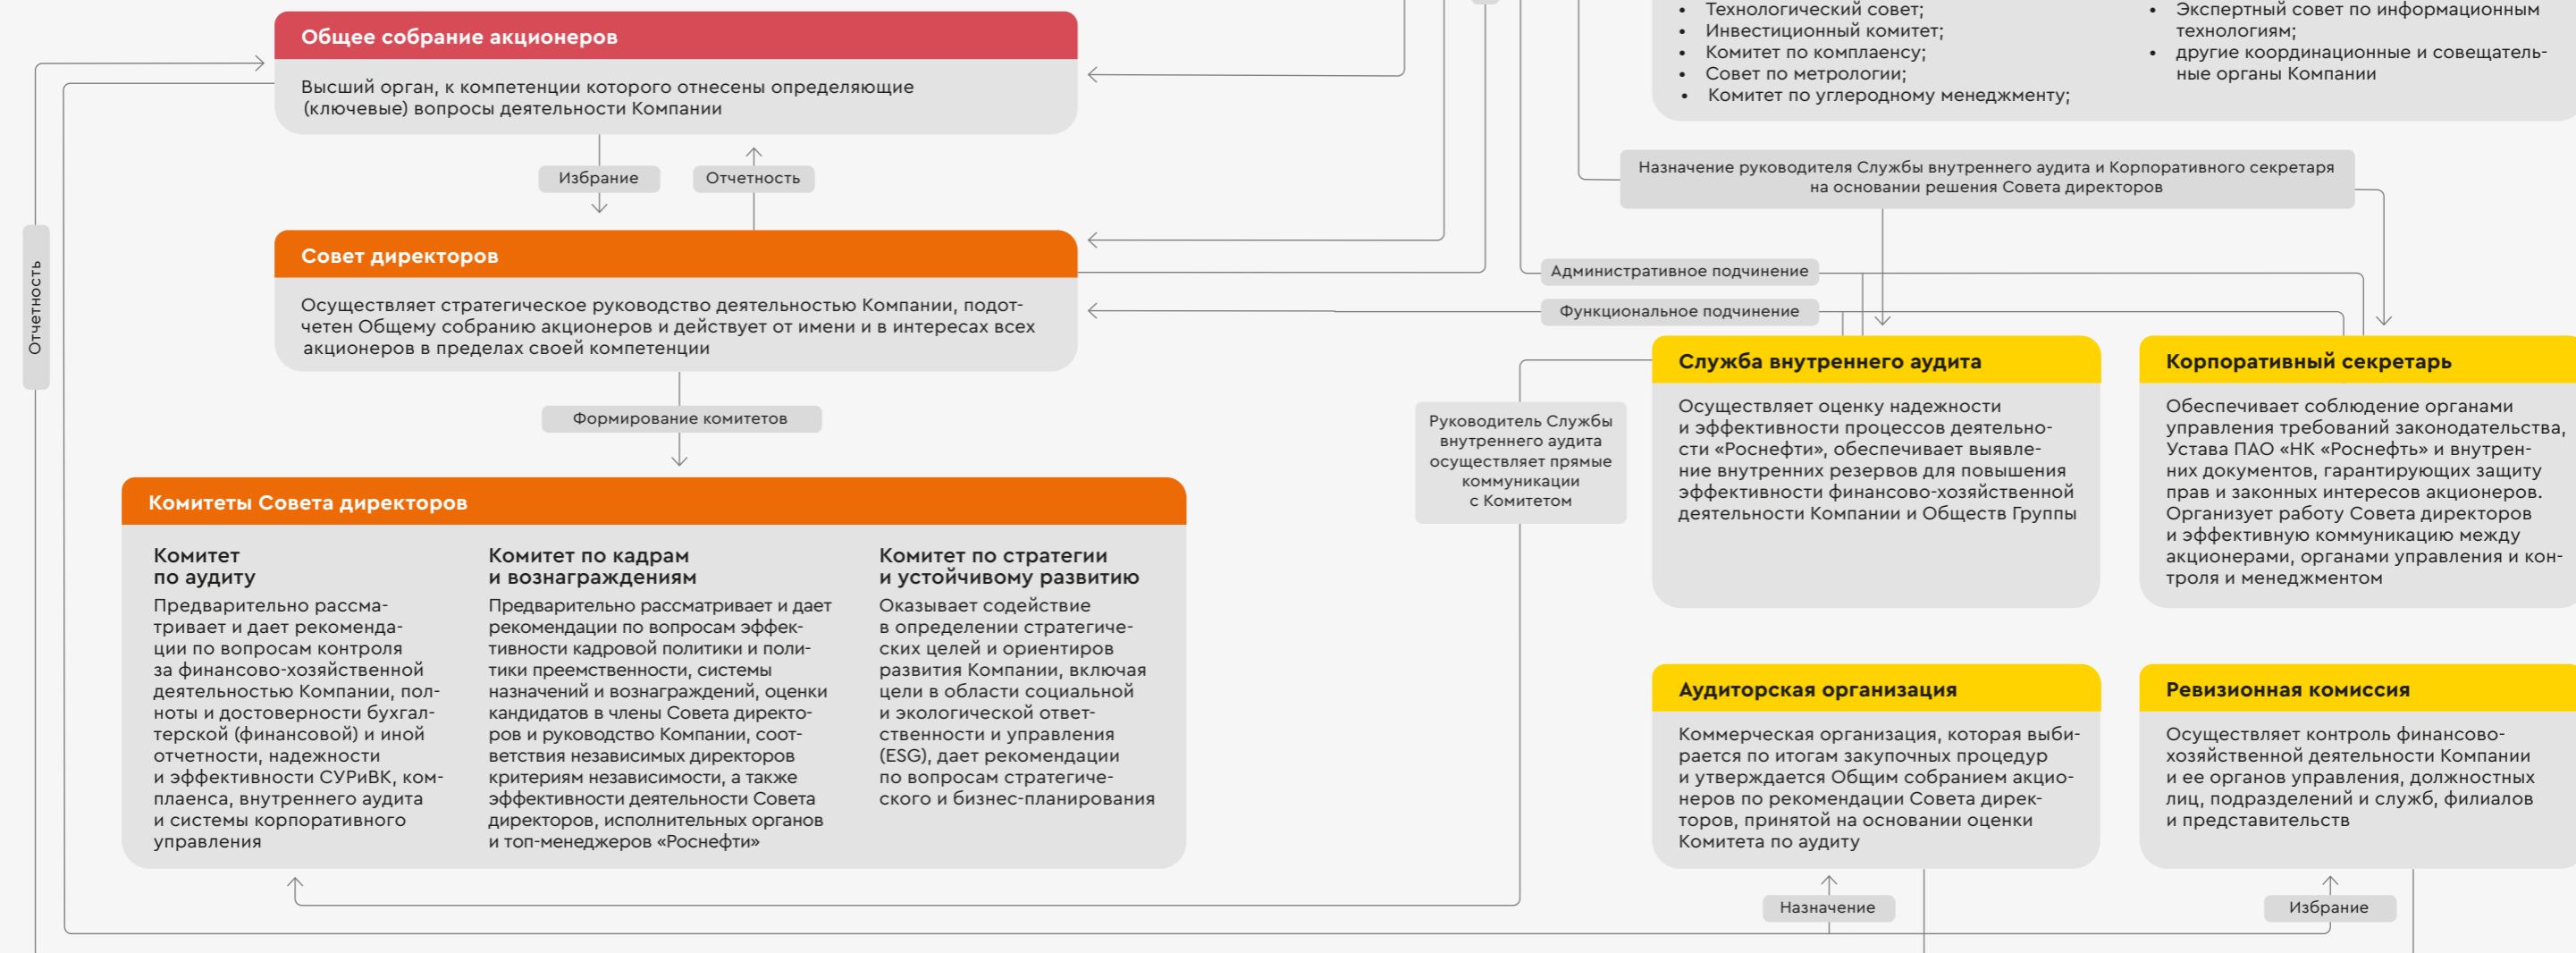 Общее собрание акционеров
Высший орган, к компетенции которого отнесены определяющие
(ключевые) вопросы деятельности Компании
Избрание
Отчетность
Отчетность
Совет директоров
Осуществляет стратегическое руководство деятельностью Компании, подот-
четен Общему собранию акционеров и действует от имени и в интересах всех
акционеров в пределах своей компетенции
Формирование комитетов
Комитеты Совета директоров
Комитет
по аудиту
Предварительно рассма-
тривает и дает рекоменда-
ции по вопросам контроля
за финансово-хозяйственной
деятельностью Компании, пол-
ноты и достоверности бухгал-
терской (финансовой) и иной
отчетности, надежности
и эффективности СУРиВК, ком-
плаенса, внутреннего аудита
и системы корпоративного
управления
Комитет по кадрам
и вознаграждениям
Предварительно рассматривает и дает
рекомендации по вопросам эффек-
тивности кадровой политики и поли-
тики преемственности, системы
назначений и вознаграждений, оценки
кандидатов в члены Совета директо-
ров и руководство Компании, соот-
ветствия независимых директоров
критериям независимости, а также
эффективности деятельности Совета
директоров, исполнительных органов
и топ-менеджеров «Роснефти»
Комитет по стратегии
и устойчивому развитию
Оказывает содействие
в определении стратегиче-
ских целей и ориентиров
развития Компании, включая
цели в области социальной
и экологической ответ-
ственности и управления
(ESG), дает рекомендации
по вопросам стратегиче-
ского и бизнес-планирования
• Технологический совет;
• Инвестиционный комитет;
• Комитет по комплаенсу;
• Совет по метрологии;
• Комитет по углеродному менеджменту;
• Экспертный совет по информационным
технологиям;
• другие координационные и совещатель-
ные органы Компании
Назначение руководителя Службы внутреннего аудита и Корпоративного секретаря
на основании решения Совета директоров
Административное подчинение
Функциональное подчинение
Руководитель Службы
внутреннего аудита
осуществляет прямые
коммуникации
с Комитетом
Служба внутреннего аудита
Осуществляет оценку надежности
и эффективности процессов деятельно-
сти «Роснефти», обеспечивает выявле-
ние внутренних резервов для повышения
эффективности финансово-хозяйственной
деятельности Компании и Обществ Группы
Корпоративный секретарь
Обеспечивает соблюдение органами
управления требований законодательства,
Устава ПАО «НК «Роснефть» и внутрен-
них документов, гарантирующих защиту
прав и законных интересов акционеров.
Организует работу Совета директоров
и эффективную коммуникацию между
акционерами, органами управления и кон-
троля и менеджментом
Аудиторская организация
Коммерческая организация, которая выби-
рается по итогам закупочных процедур
и утверждается Общим собранием акцио-
неров по рекомендации Совета дирек-
торов, принятой на основании оценки
Комитета по аудиту
Ревизионная комиссия
Осуществляет контроль финансово-
хозяйственной деятельности Компании
и ее органов управления, должностных
лиц, подразделений и служб, филиалов
и представительств
Назначение
Избрание